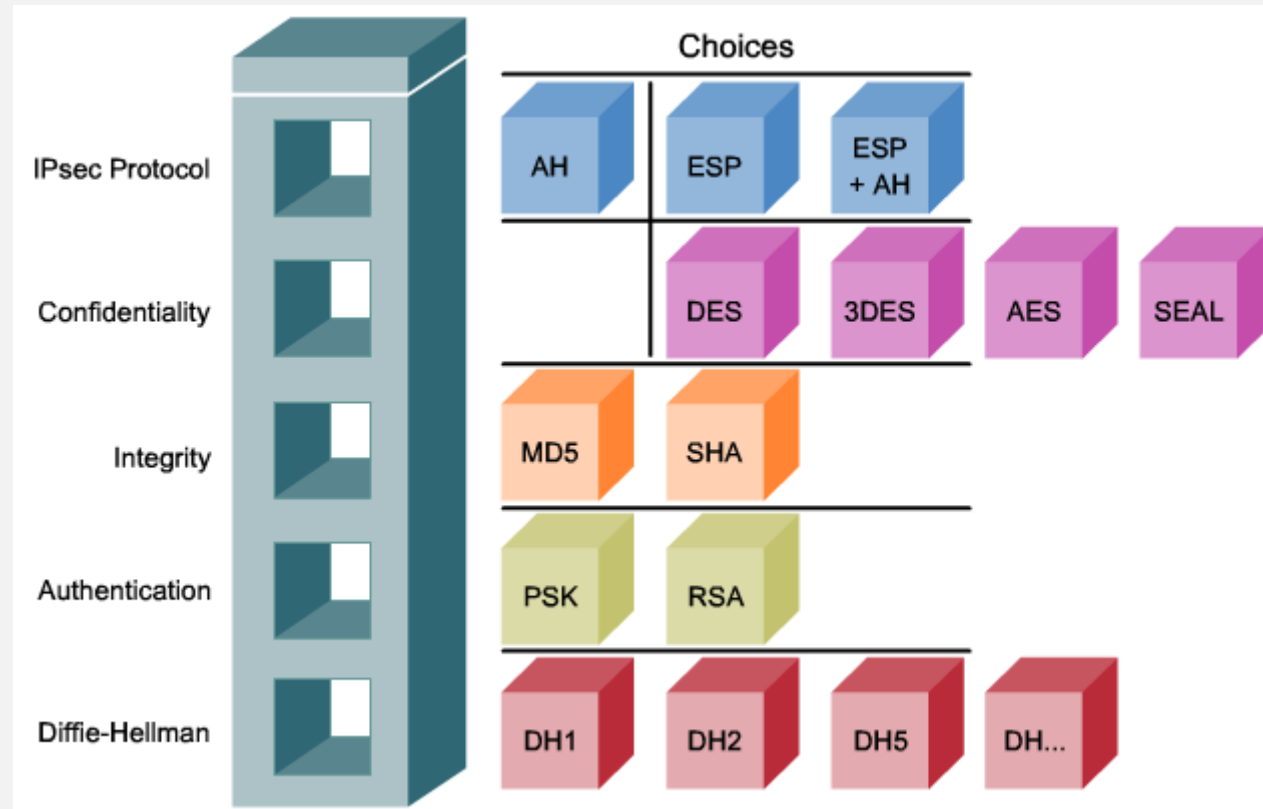 Choices
IPsec Protocol
AH
ESP
ESP
+ AH
Confidentiality
DES
3DES
AES
SEAL
Integrity
MD5
SHA
Authentication
PSK
RSA
Diffie-Hellman
DH1
DH2
DH5
DH...